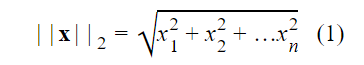 ||x||₂ = √(x₁² + x₂² + …xₙ²) (1)